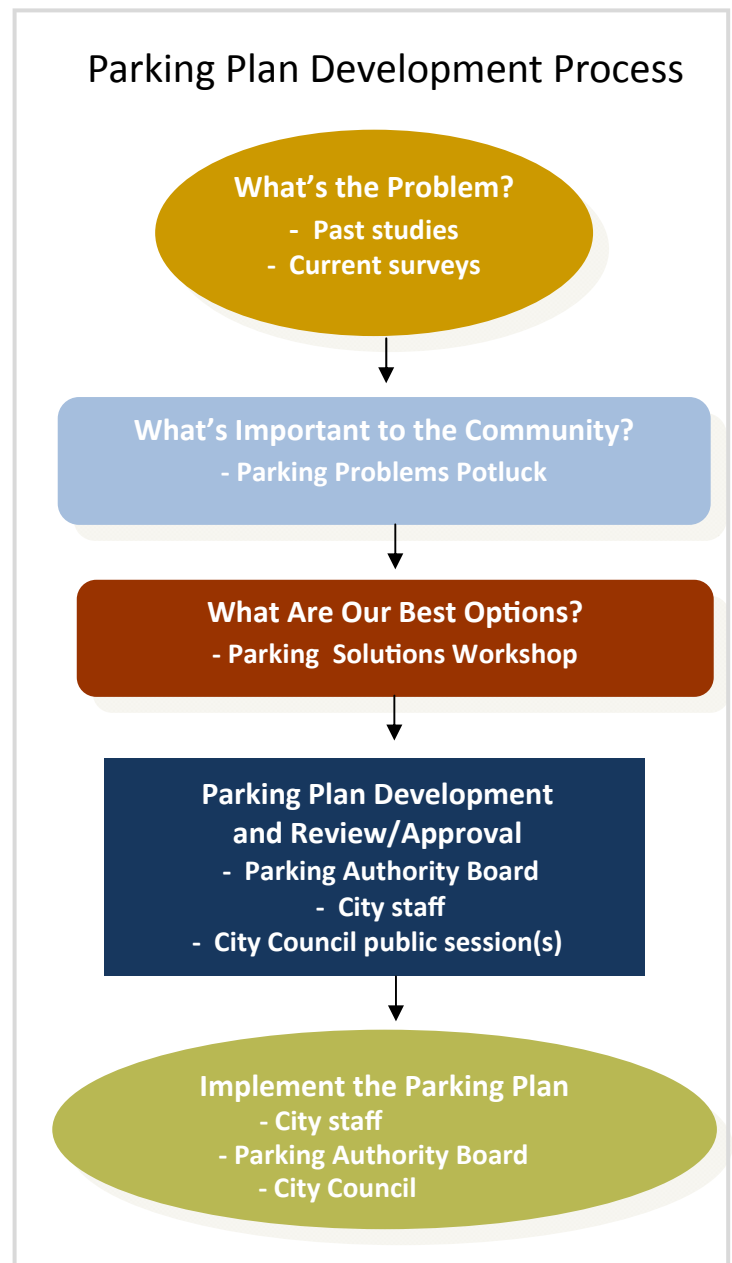 Parking Plan Development Process
What's the Problem?
- Past studies
- Current surveys
What's Important to the Community?
- Parking Problems Potluck
What Are Our Best Options?
- Parking Solutions Workshop
Parking Plan Development
and Review/Approval
- Parking Authority Board
- City staff
- City Council public session(s)
Implement the Parking Plan
- City staff
- Parking Authority Board
- City Council